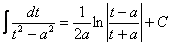 ∫ dt/(t² − a²) = 1/(2a) ln |(t − a)/(t + a)| + C